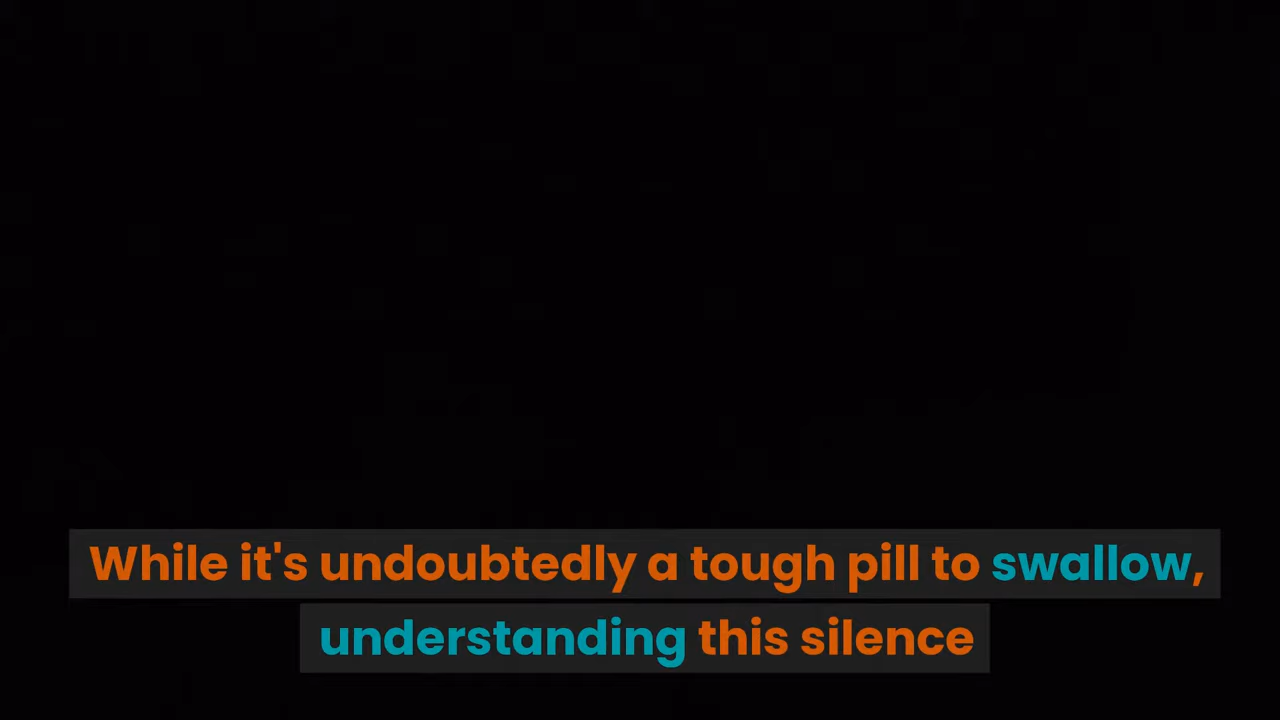 While it's undoubtedly a tough pill to swallow,
understanding this silence